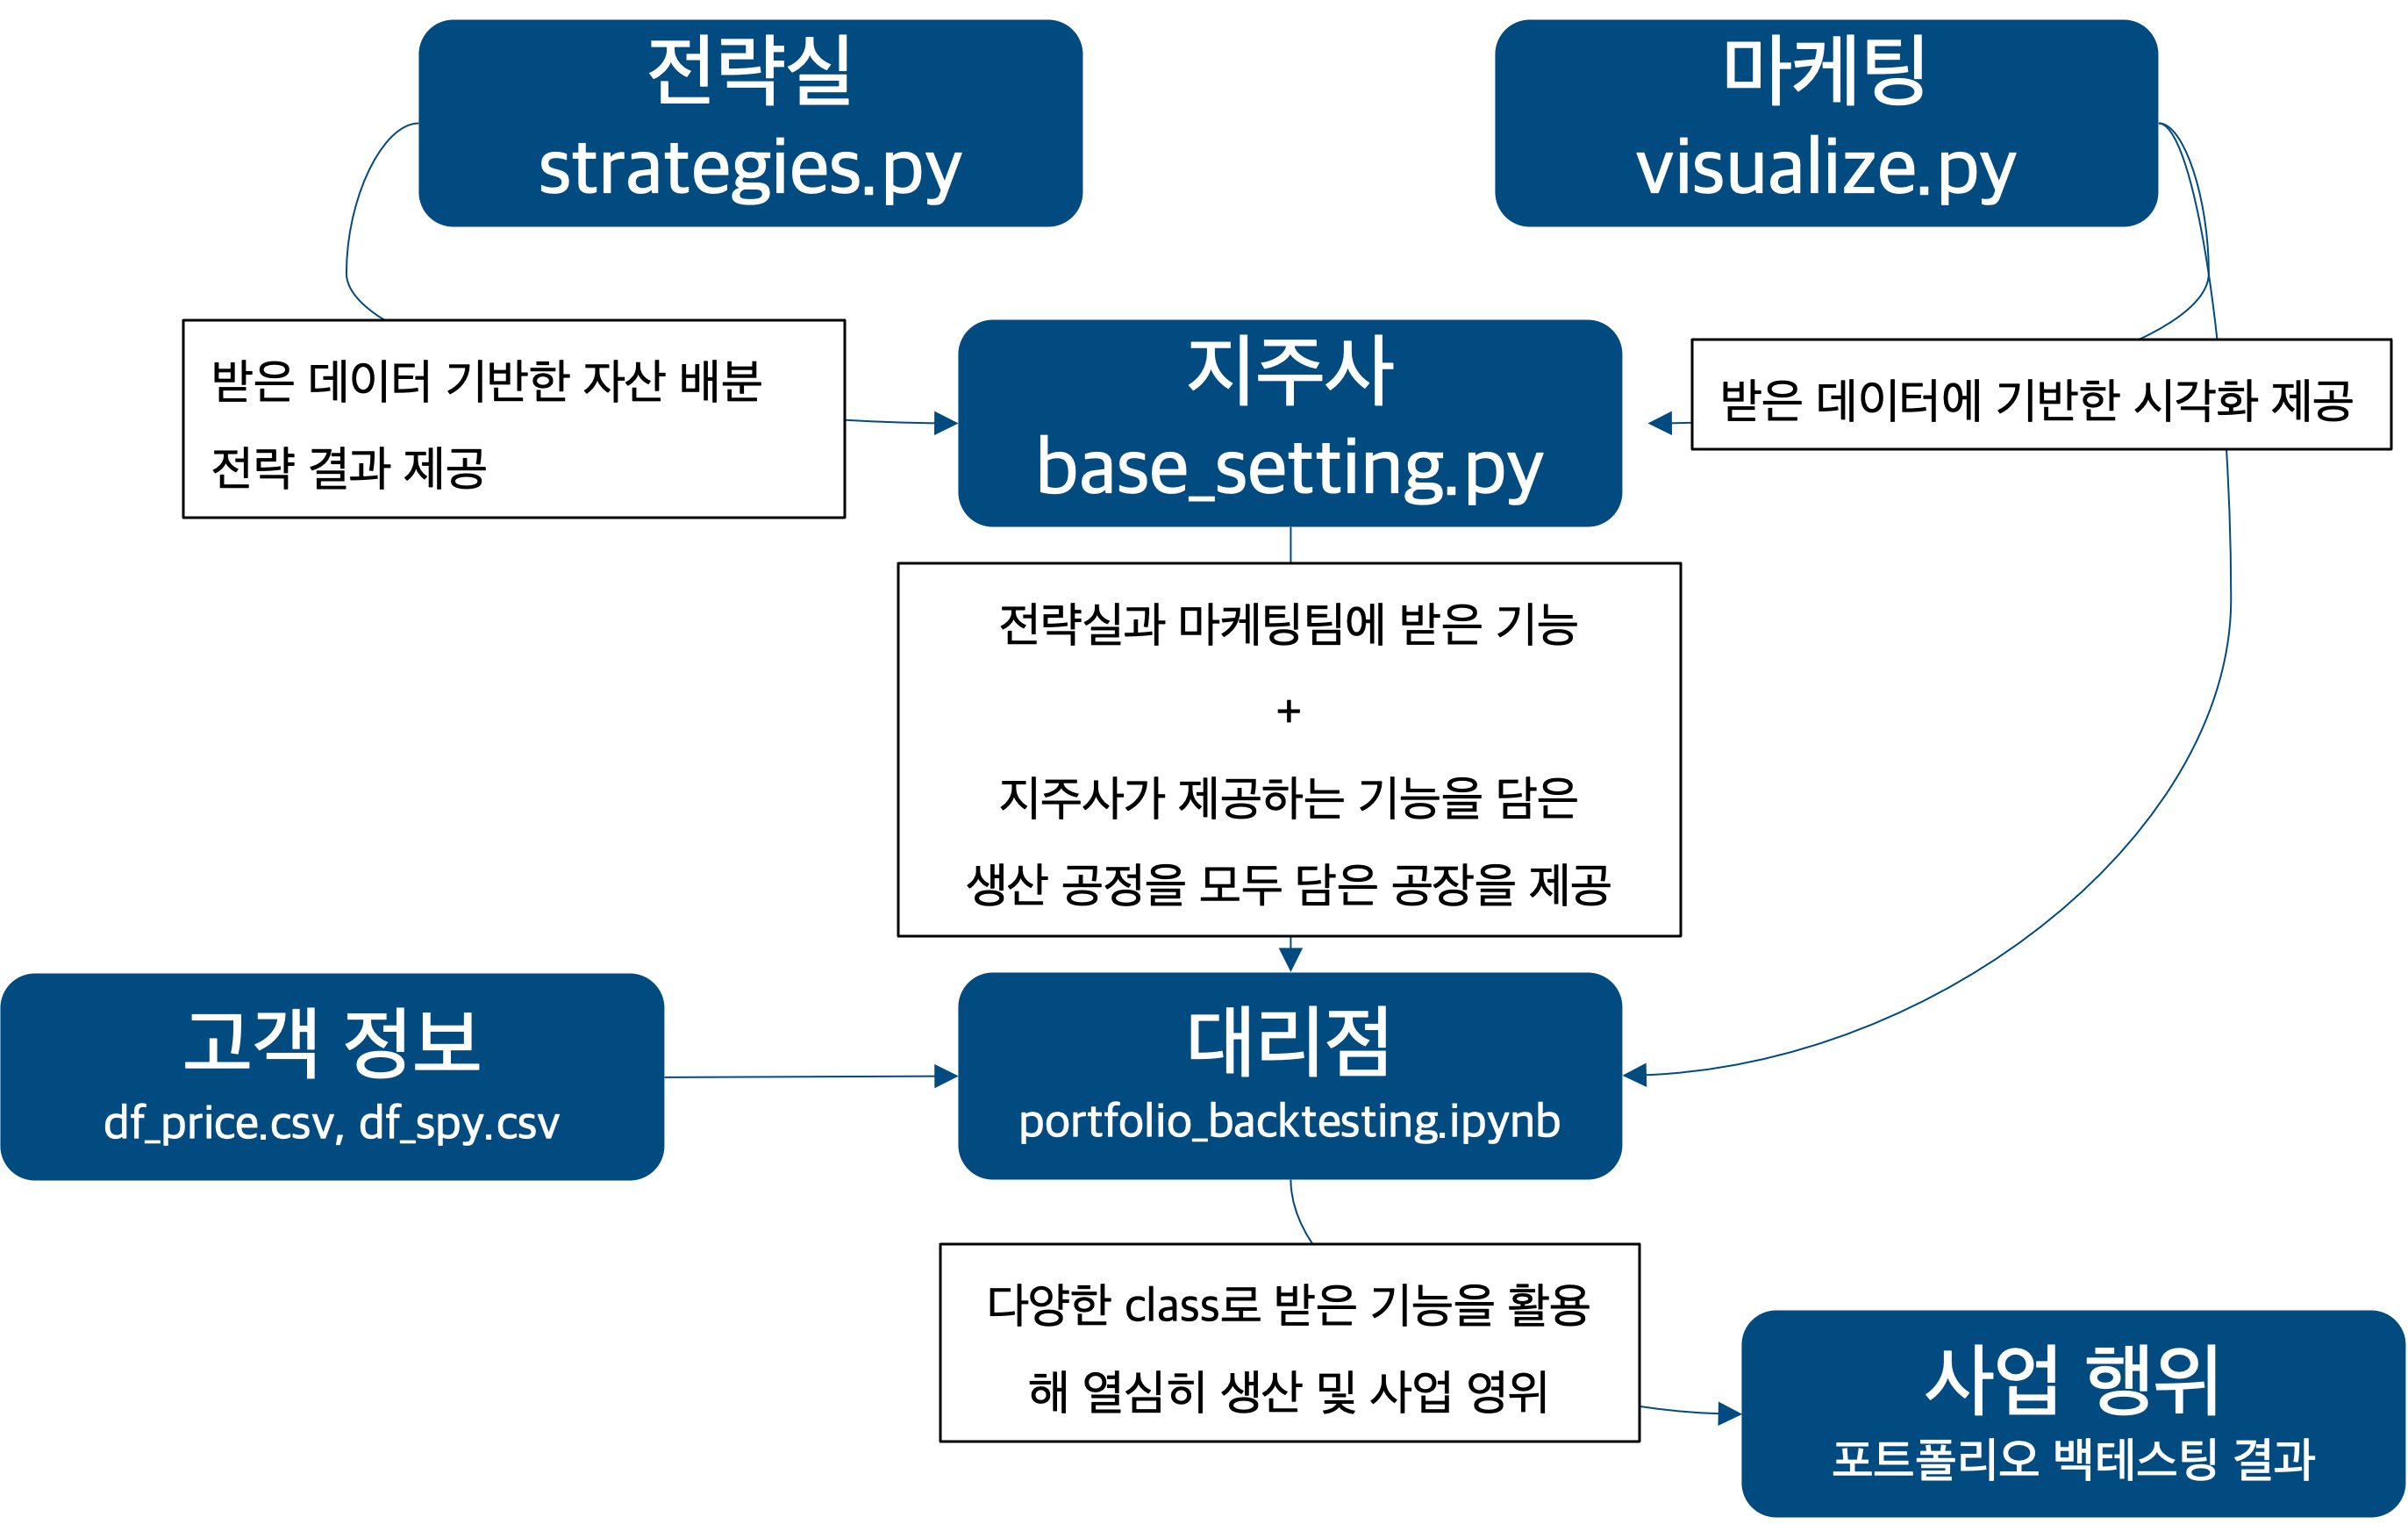 전략실
strategies.py
마케팅
visualize.py
받은 데이터 기반한 자산 배분
전략 결과 제공
지주사
base_setting.py
받은 데이터에 기반한 시각화 제공
전략실과 마케팅팀에 받은 기능
+
지주사가 제공하는 기능을 담은
생산 공정을 모두 담은 공장을 제공
고객 정보
df_price.csv, df_spy.csv
대리점
portfolio_backtesting.ipynb
다양한 class로 받은 기능을 활용
해 열심히 생산 및 사업 영위
사업 행위
포트폴리오 백테스팅 결과